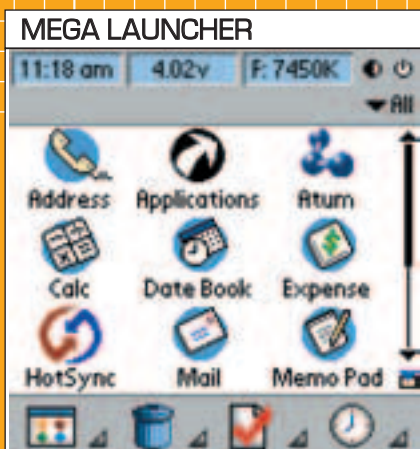 MEGA LAUNCHER
11:18 am 4.02v F: 7450K
All
Address Applications Atum
Calc Date Book Expense
HotSync Mail Memo Pad